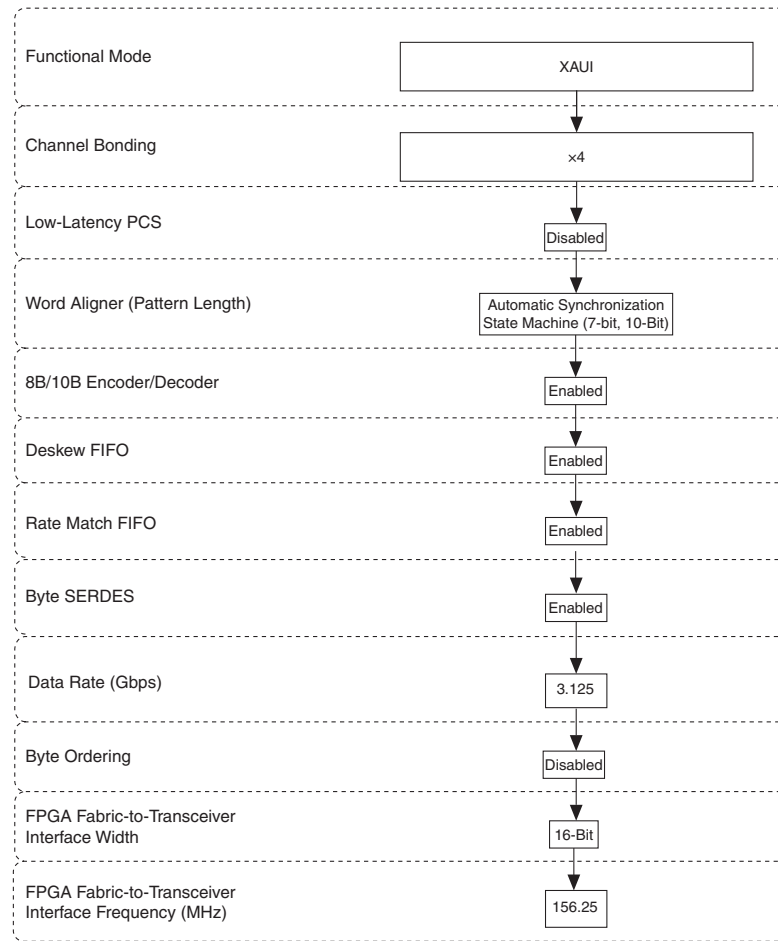 Functional Mode
XAUI
Channel Bonding
×4
Low-Latency PCS
Disabled
Word Aligner (Pattern Length)
Automatic Synchronization
State Machine (7-bit, 10-Bit)
8B/10B Encoder/Decoder
Enabled
Deskew FIFO
Enabled
Rate Match FIFO
Enabled
Byte SERDES
Enabled
Data Rate (Gbps)
3.125
Byte Ordering
Disabled
FPGA Fabric-to-Transceiver
Interface Width
16-Bit
FPGA Fabric-to-Transceiver
Interface Frequency (MHz)
156.25